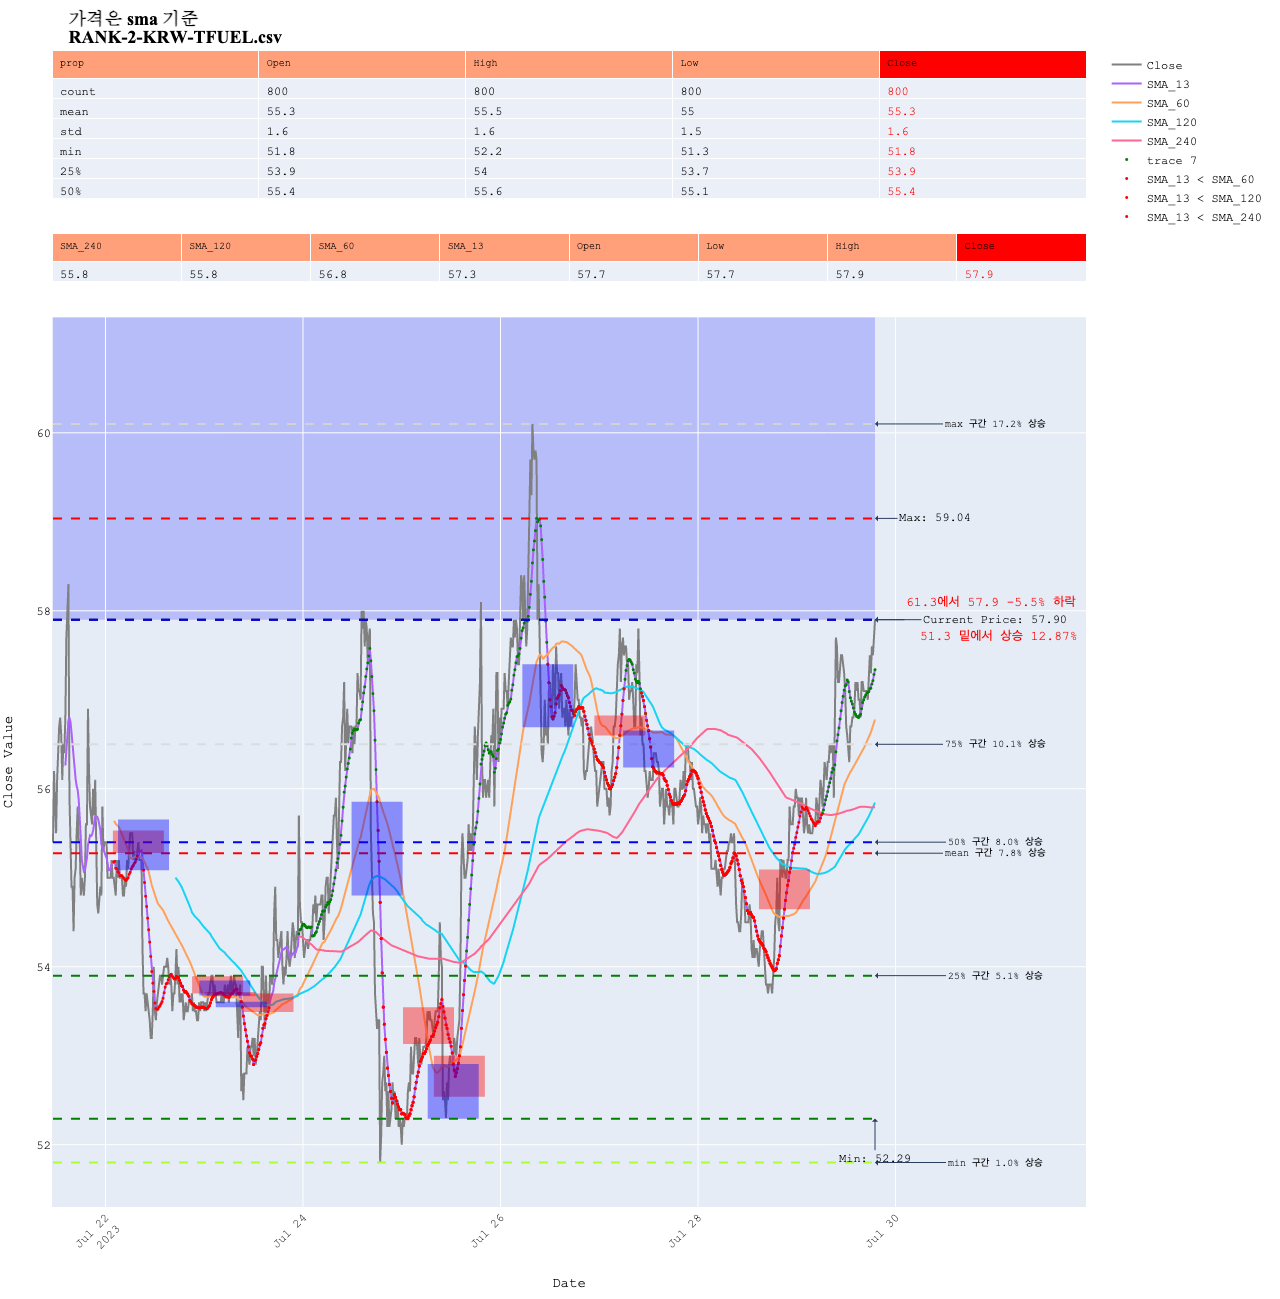 가격은 sma 기준
RANK-2-KRW-TFUEL.csv
prop Open High Low Close
count 800 800 800 800
mean 55.3 55.5 55 55.3
std 1.6 1.6 1.5 1.6
min 51.8 52.2 51.3 51.8
25% 53.9 54 53.7 53.9
50% 55.4 55.6 55.1 55.4
SMA_240 SMA_120 SMA_60 SMA_13 Open Low High Close
55.8 55.8 56.8 57.3 57.7 57.7 57.9 57.9
Close
SMA_13
SMA_60
SMA_120
SMA_240
trace 7
SMA_13 < SMA_60
SMA_13 < SMA_120
SMA_13 < SMA_240
Close Value
60
58
56
54
52
max 구간 17.2% 상승
Max: 59.04
61.3에서 57.9 -5.5% 하락
Current Price: 57.90
51.3 밑에서 상승 12.87%
75% 구간 10.1% 상승
50% 구간 8.0% 상승
mean 구간 7.8% 상승
25% 구간 5.1% 상승
Min: 52.29
min 구간 1.0% 상승
Jul 22
2023
Jul 24
Jul 26
Jul 28
Jul 30
Date